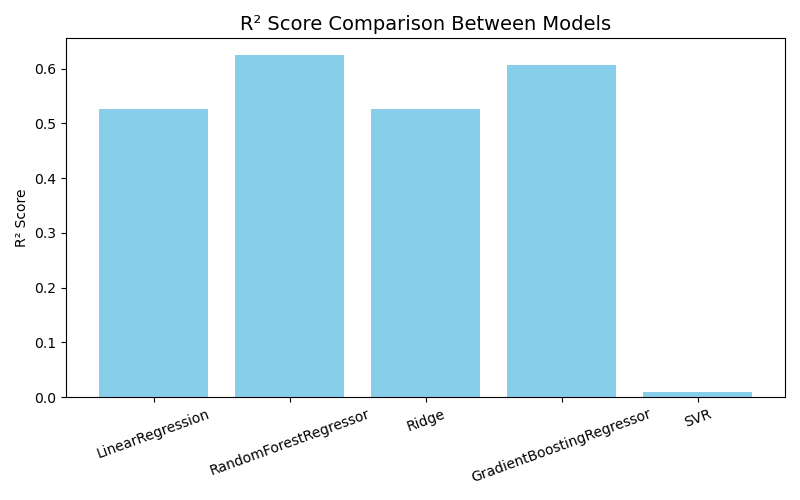 R² Score Comparison Between Models
R² Score
0.6
0.5
0.4
0.3
0.2
0.1
0.0
LinearRegression
RandomForestRegressor
Ridge
GradientBoostingRegressor
SVR